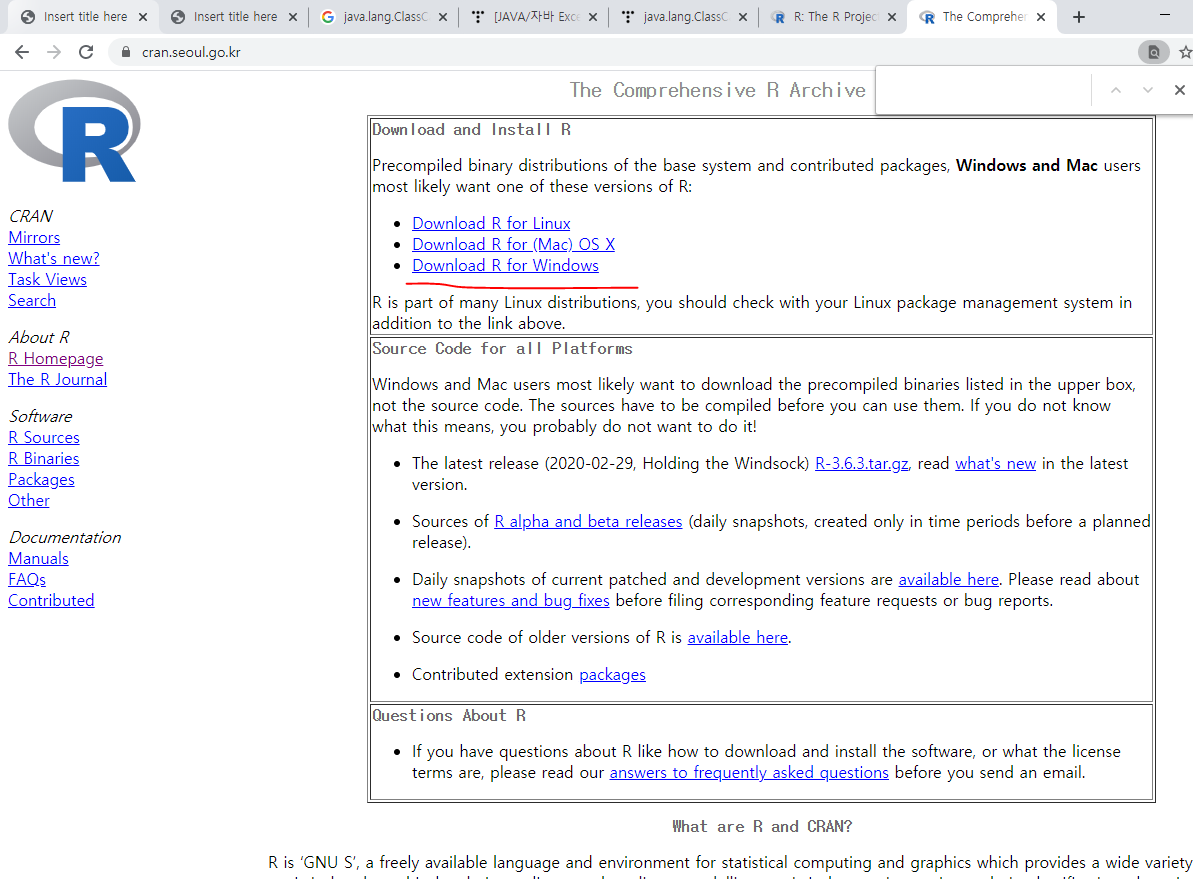 Insert title here
Insert title here
java.lang.ClassC
[JAVA/자바 Exce
java.lang.ClassC
R: The R Projec
The Comprehen
cran.seoul.go.kr
R
The Comprehensive R Archive
CRAN
Mirrors
What's new?
Task Views
Search
About R
R Homepage
The R Journal
Software
R Sources
R Binaries
Packages
Other
Documentation
Manuals
FAQs
Contributed
Download and Install R
Precompiled binary distributions of the base system and contributed packages, Windows and Mac users
most likely want one of these versions of R:
Download R for Linux
Download R for (Mac) OS X
Download R for Windows
R is part of many Linux distributions, you should check with your Linux package management system in
addition to the link above.
Source Code for all Platforms
Windows and Mac users most likely want to download the precompiled binaries listed in the upper box,
not the source code. The sources have to be compiled before you can use them. If you do not know
what this means, you probably do not want to do it!
The latest release (2020-02-29, Holding the Windsock) R-3.6.3.tar.gz, read what's new in the latest
version.
Sources of R alpha and beta releases (daily snapshots, created only in time periods before a planned
release).
Daily snapshots of current patched and development versions are available here. Please read about
new features and bug fixes before filing corresponding feature requests or bug reports.
Source code of older versions of R is available here.
Contributed extension packages
Questions About R
If you have questions about R like how to download and install the software, or what the license
terms are, please read our answers to frequently asked questions before you send an email.
What are R and CRAN?
R is ‘GNU S’, a freely available language and environment for statistical computing and graphics which provides a wide variety